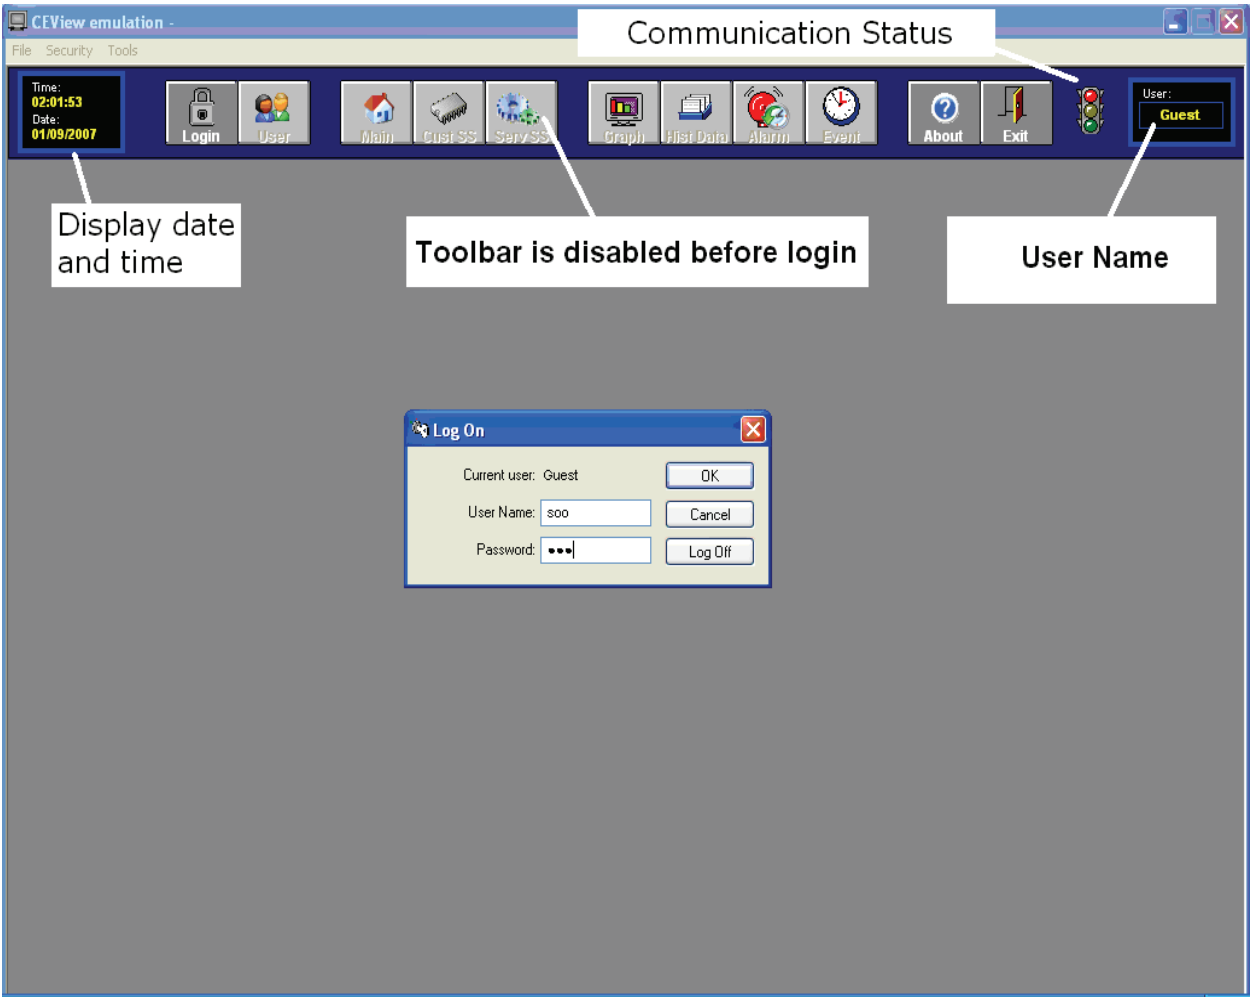 CEView emulation -
Communication Status
File Security Tools
Time:
02:01:53
Date:
01/09/2007
Login
User
Main
Cust SS
Serv SS
Graph
Hist Data
Alarm
Event
About
Exit
User:
Guest
Display date
and time
Toolbar is disabled before login
User Name
Log On
Current user: Guest
OK
User Name: soo
Cancel
Password: •••
Log Off